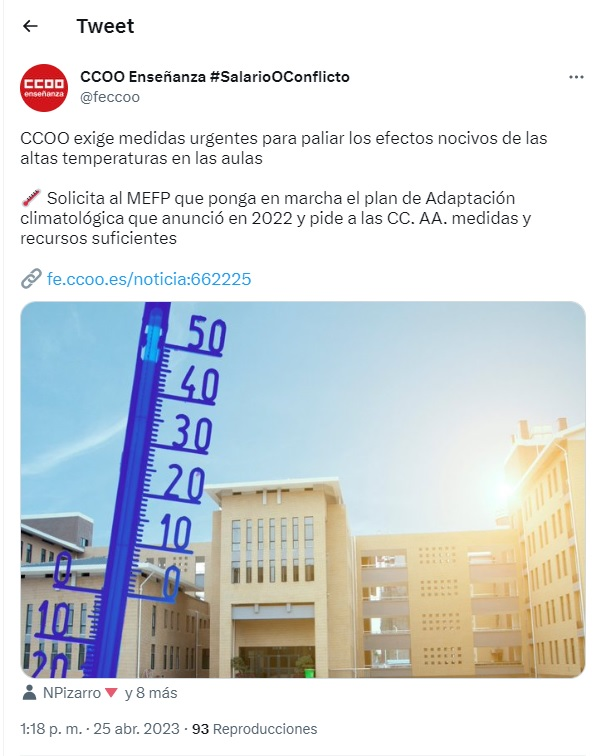 Tweet
CCOO
enseñanza
CCOO Enseñanza #SalarioOConflicto
@feccoo
CCOO exige medidas urgentes para paliar los efectos nocivos de las
altas temperaturas en las aulas
Solicita al MEFP que ponga en marcha el plan de Adaptación
climatológica que anunció en 2022 y pide a las CC. AA. medidas y
recursos suficientes
fe.ccoo.es/noticia:662225
50
40
30
20
10
0
0
10
20
NPizarro🔻 y 8 más
1:18 p. m. · 25 abr. 2023 · 93 Reproducciones